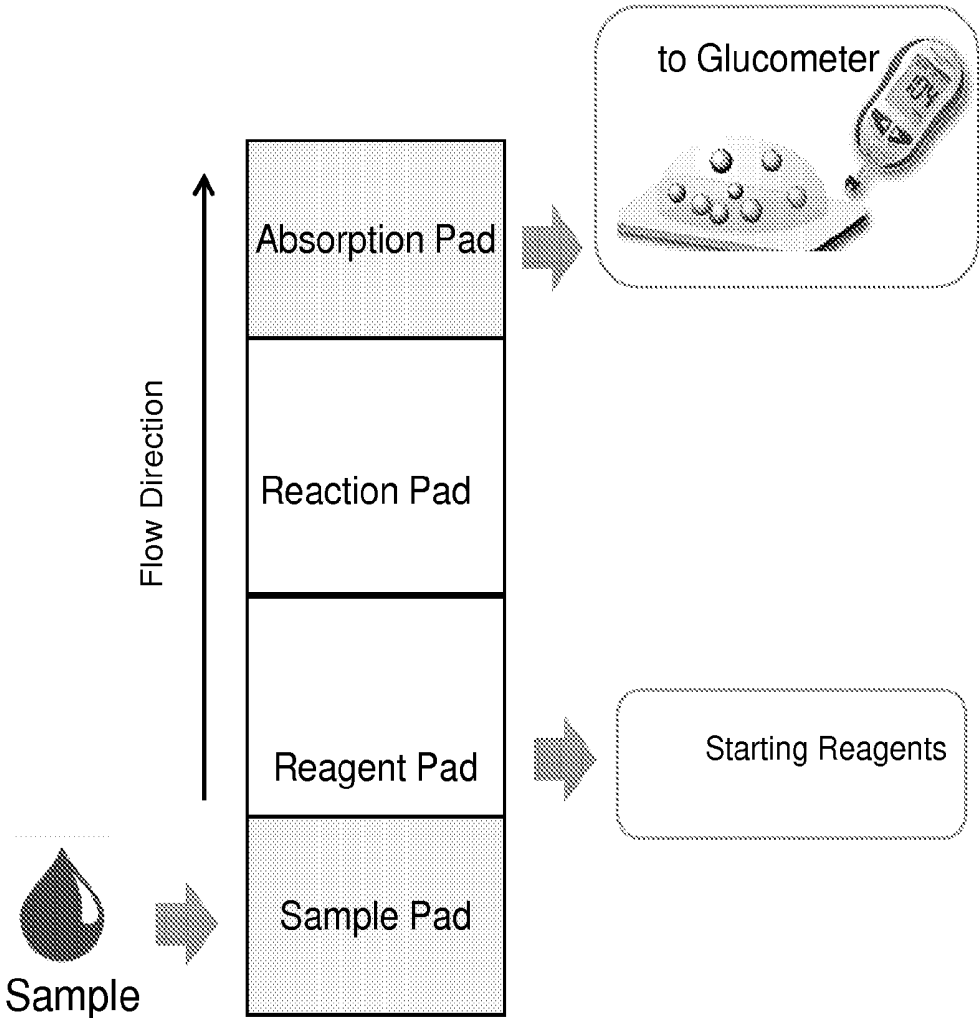 to Glucometer
Absorption Pad
Flow Direction
Reaction Pad
Reagent Pad
Starting Reagents
Sample Pad
Sample